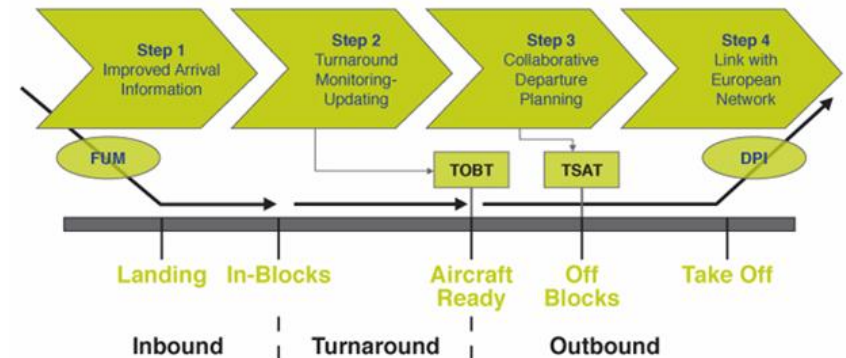 Step 1
Improved Arrival
Information
Step 2
Turnaround
Monitoring-
Updating
Step 3
Collaborative
Departure
Planning
Step 4
Link with
European
Network
FUM
TOBT
TSAT
DPI
Landing
In-Blocks
Aircraft
Ready
Off
Blocks
Take Off
Inbound
Turnaround
Outbound